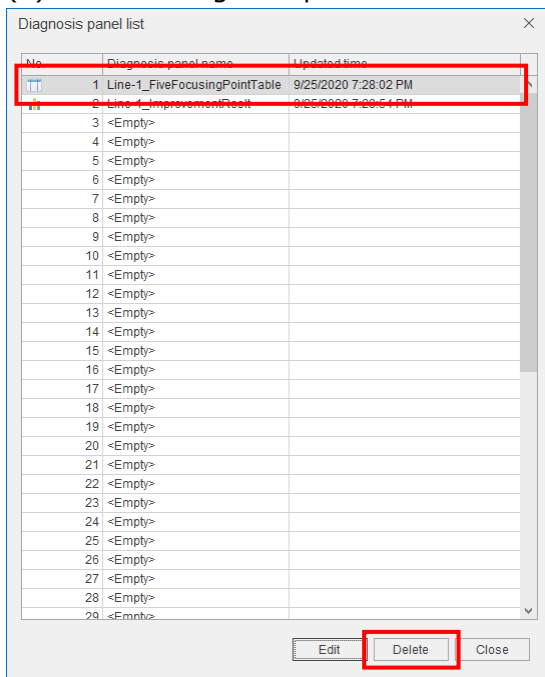 Diagnosis panel list
No. Diagnosis panel name Updated time
1 Line-1_FiveFocusingPointTable 9/25/2020 7:28:02 PM
2 Line-1_ImprovementReslt 9/25/2020 7:28:54 PM
3 <Empty>
4 <Empty>
5 <Empty>
6 <Empty>
7 <Empty>
8 <Empty>
9 <Empty>
10 <Empty>
11 <Empty>
12 <Empty>
13 <Empty>
14 <Empty>
15 <Empty>
16 <Empty>
17 <Empty>
18 <Empty>
19 <Empty>
20 <Empty>
21 <Empty>
22 <Empty>
23 <Empty>
24 <Empty>
25 <Empty>
26 <Empty>
27 <Empty>
28 <Empty>
29 <Empty>
Edit Delete Close